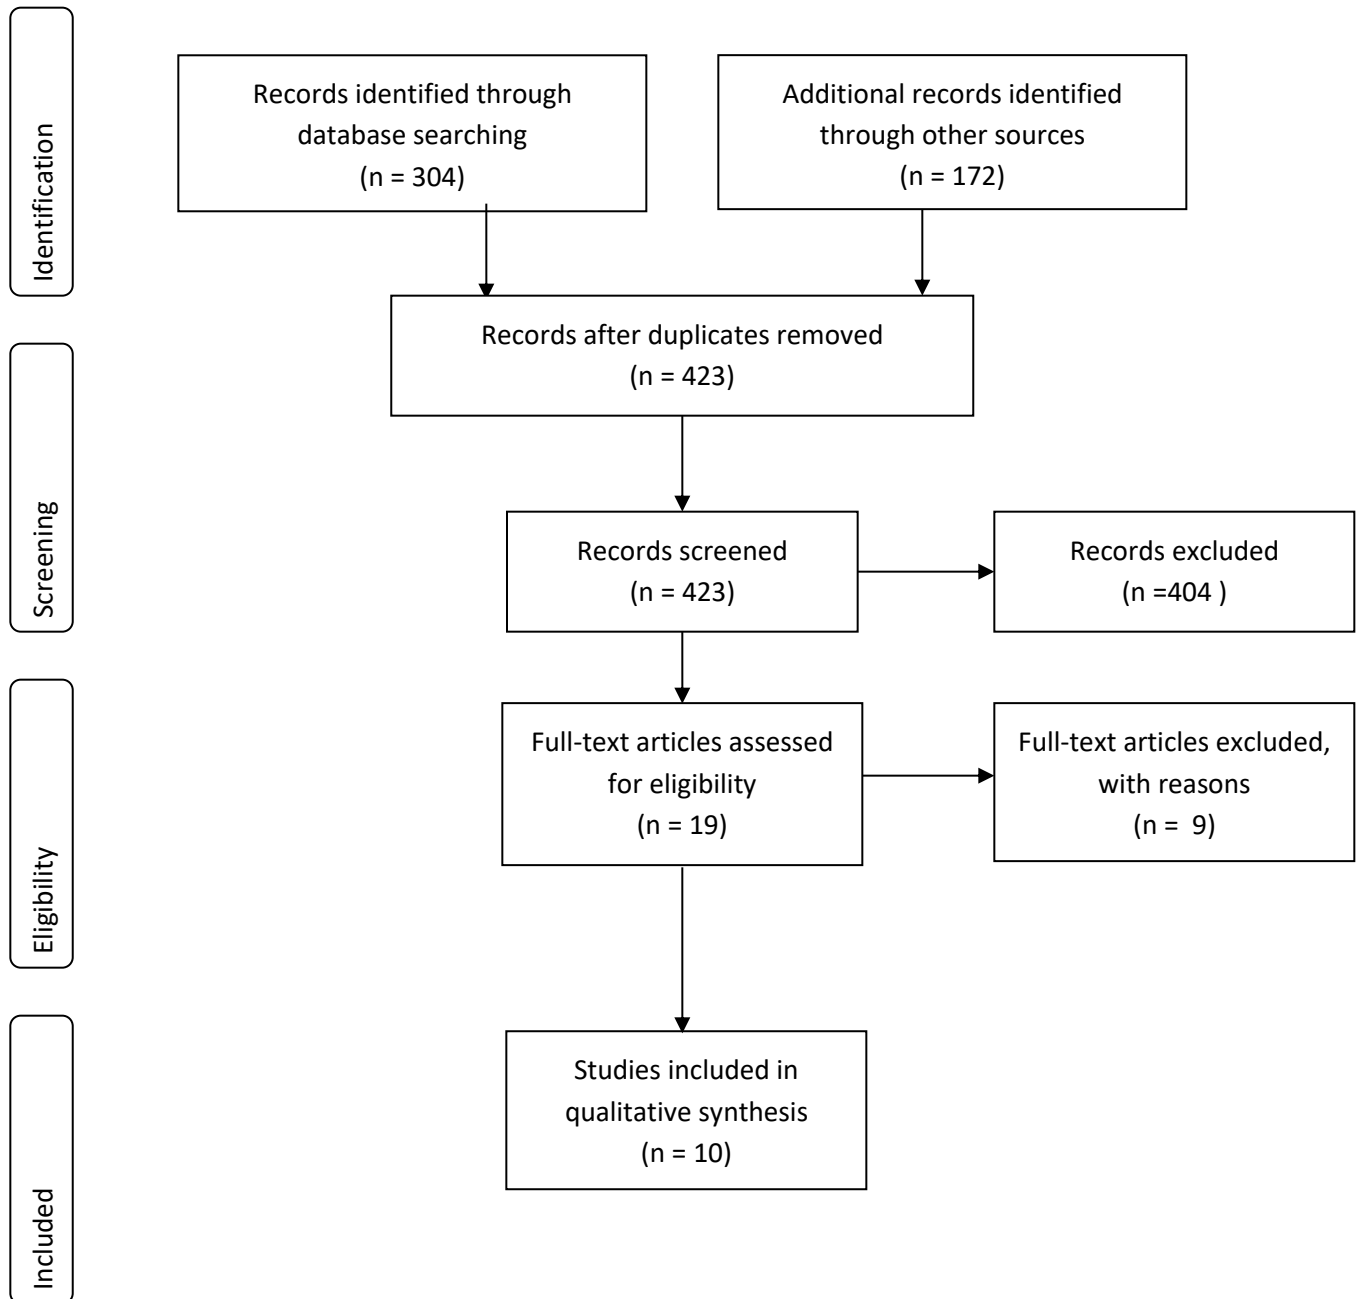 Identification
Records identified through
database searching
(n = 304)
Additional records identified
through other sources
(n = 172)
Records after duplicates removed
(n = 423)
Screening
Records screened
(n = 423)
Records excluded
(n =404 )
Eligibility
Full-text articles assessed
for eligibility
(n = 19)
Full-text articles excluded,
with reasons
(n =  9)
Included
Studies included in
qualitative synthesis
(n = 10)